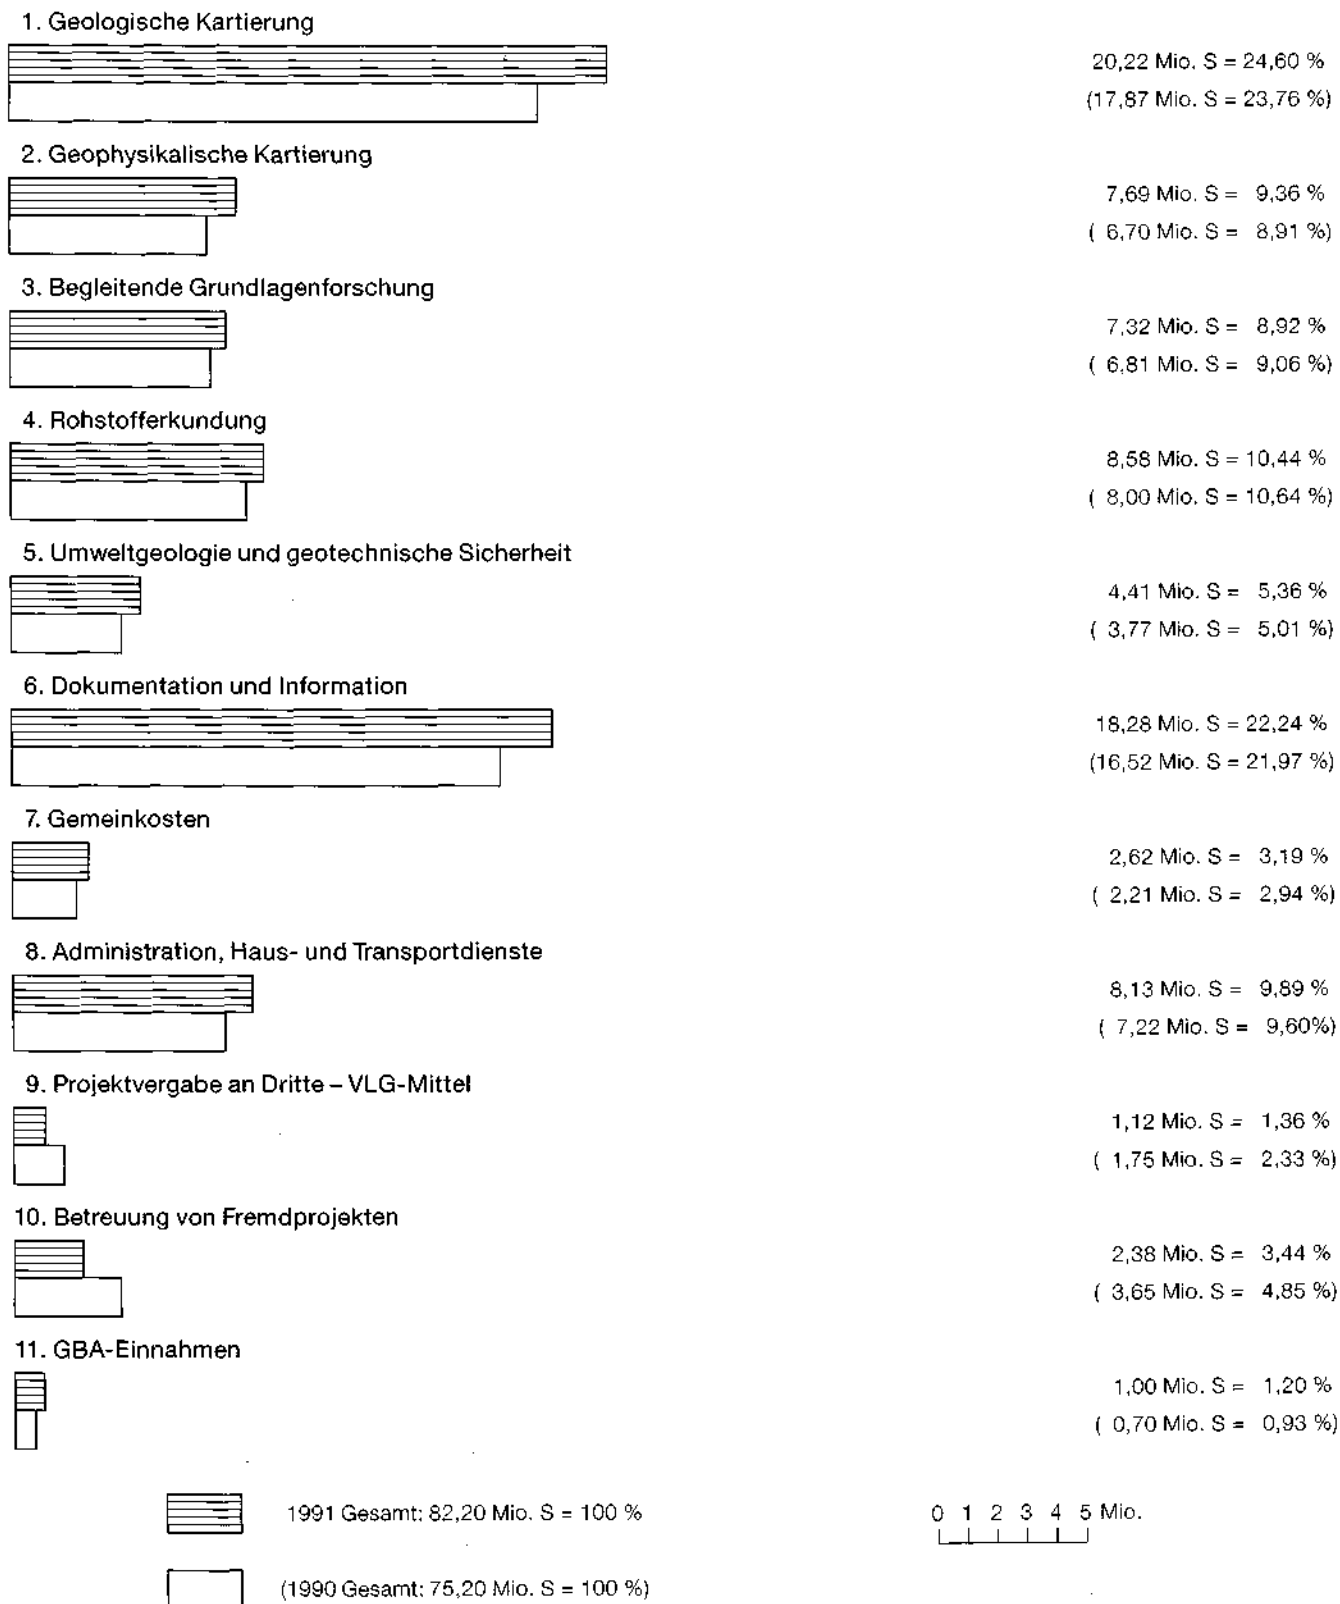 1. Geologische Kartierung
20,22 Mio. S = 24,60 %
(17,87 Mio. S = 23,76 %)
2. Geophysikalische Kartierung
7,69 Mio. S = 9,36 %
( 6,70 Mio. S = 8,91 %)
3. Begleitende Grundlagenforschung
7,32 Mio. S = 8,92 %
( 6,81 Mio. S = 9,06 %)
4. Rohstofferkundung
8,58 Mio. S = 10,44 %
( 8,00 Mio. S = 10,64 %)
5. Umweltgeologie und geotechnische Sicherheit
4,41 Mio. S = 5,36 %
( 3,77 Mio. S = 5,01 %)
6. Dokumentation und Information
18,28 Mio. S = 22,24 %
(16,52 Mio. S = 21,97 %)
7. Gemeinkosten
2,62 Mio. S = 3,19 %
( 2,21 Mio. S = 2,94 %)
8. Administration, Haus- und Transportdienste
8,13 Mio. S = 9,89 %
( 7,22 Mio. S = 9,60%)
9. Projektvergabe an Dritte – VLG-Mittel
1,12 Mio. S = 1,36 %
( 1,75 Mio. S = 2,33 %)
10. Betreuung von Fremdprojekten
2,38 Mio. S = 3,44 %
( 3,65 Mio. S = 4,85 %)
11. GBA-Einnahmen
1,00 Mio. S = 1,20 %
( 0,70 Mio. S = 0,93 %)
1991 Gesamt: 82,20 Mio. S = 100 %
0 1 2 3 4 5 Mio.
(1990 Gesamt: 75,20 Mio. S = 100 %)